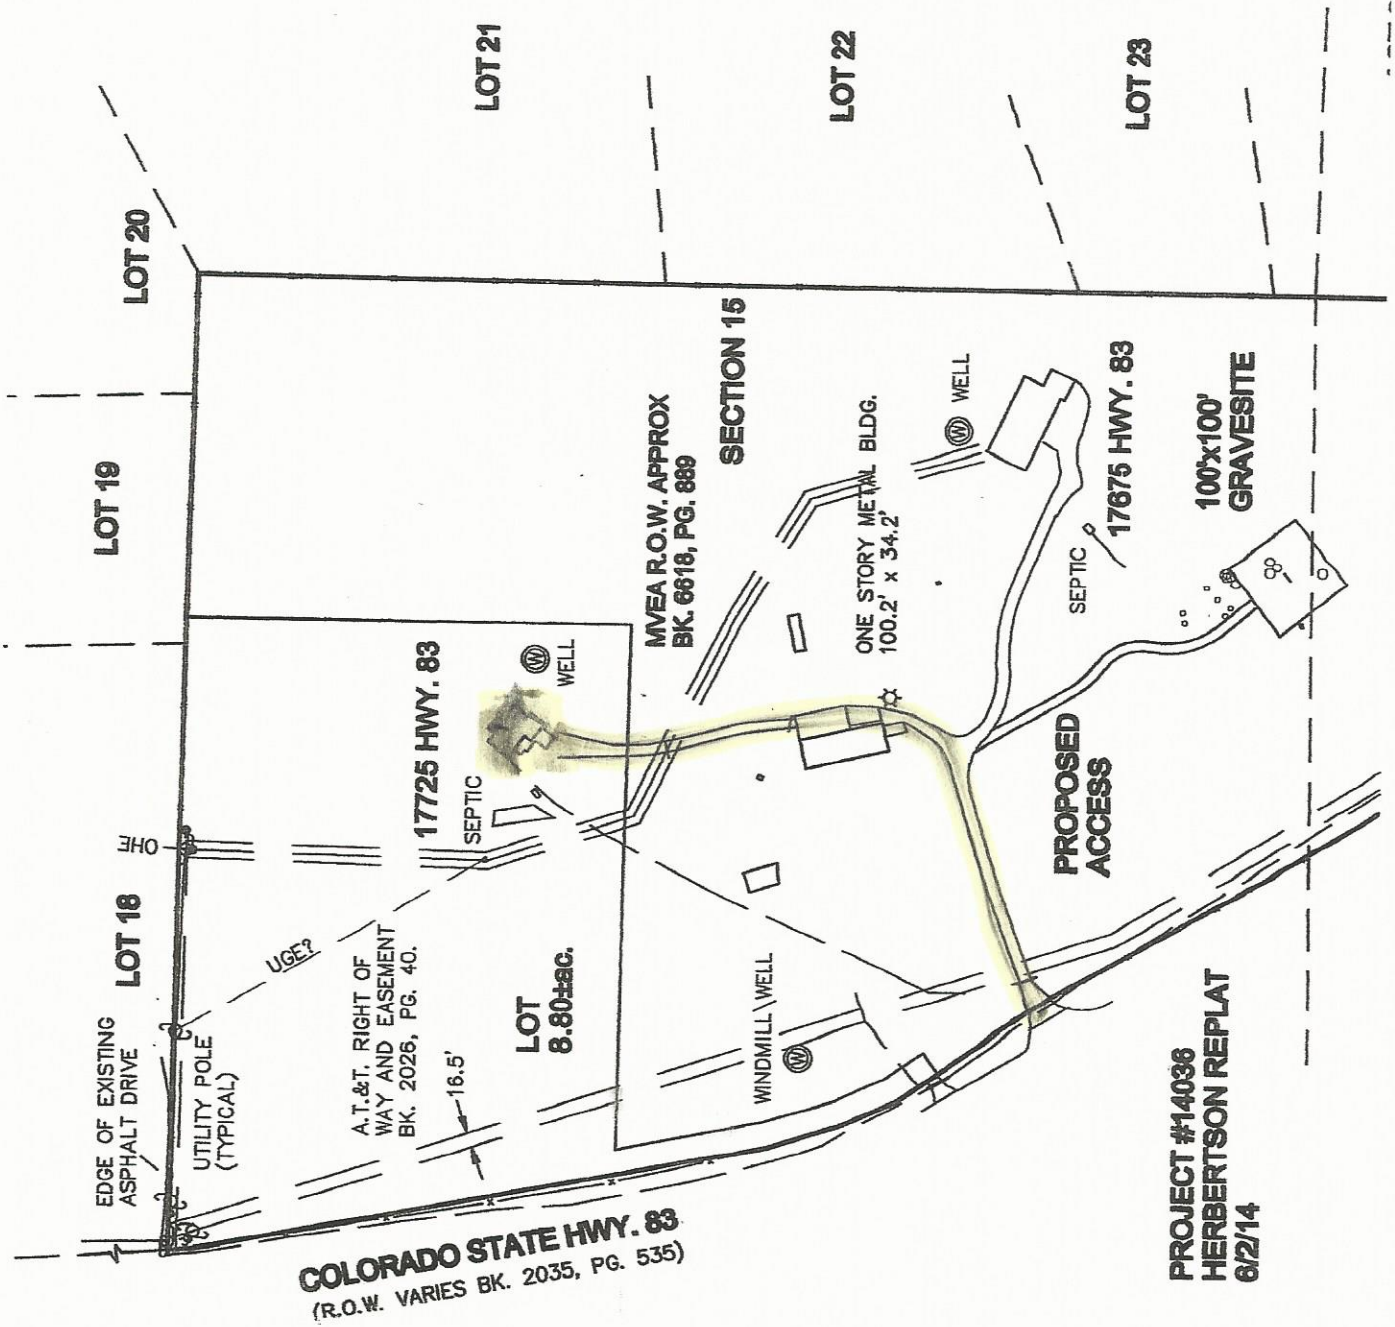 LOT 21
LOT 22
LOT 23
LOT 20
LOT 19
LOT 18
SECTION 15
MVEA R.O.W. APPROX
BK. 6618, PG. 889
ONE STORY METAL BLDG.
100.2' x 34.2'
W WELL
17675 HWY. 83
SEPTIC
100'x100'
GRAVESITE
17725 HWY. 83
W
WELL
SEPTIC
OHE
UGE?
EDGE OF EXISTING
ASPHALT DRIVE
UTILITY POLE
(TYPICAL)
A.T.&T. RIGHT OF
WAY AND EASEMENT
BK. 2026, PG. 40.
16.5'
LOT
8.80±ac.
WINDMILL\WELL
W
PROPOSED
ACCESS
COLORADO STATE HWY. 83
(R.O.W. VARIES BK. 2035, PG. 535)
PROJECT #14036
HERBERTSON REPLAT
6/2/14